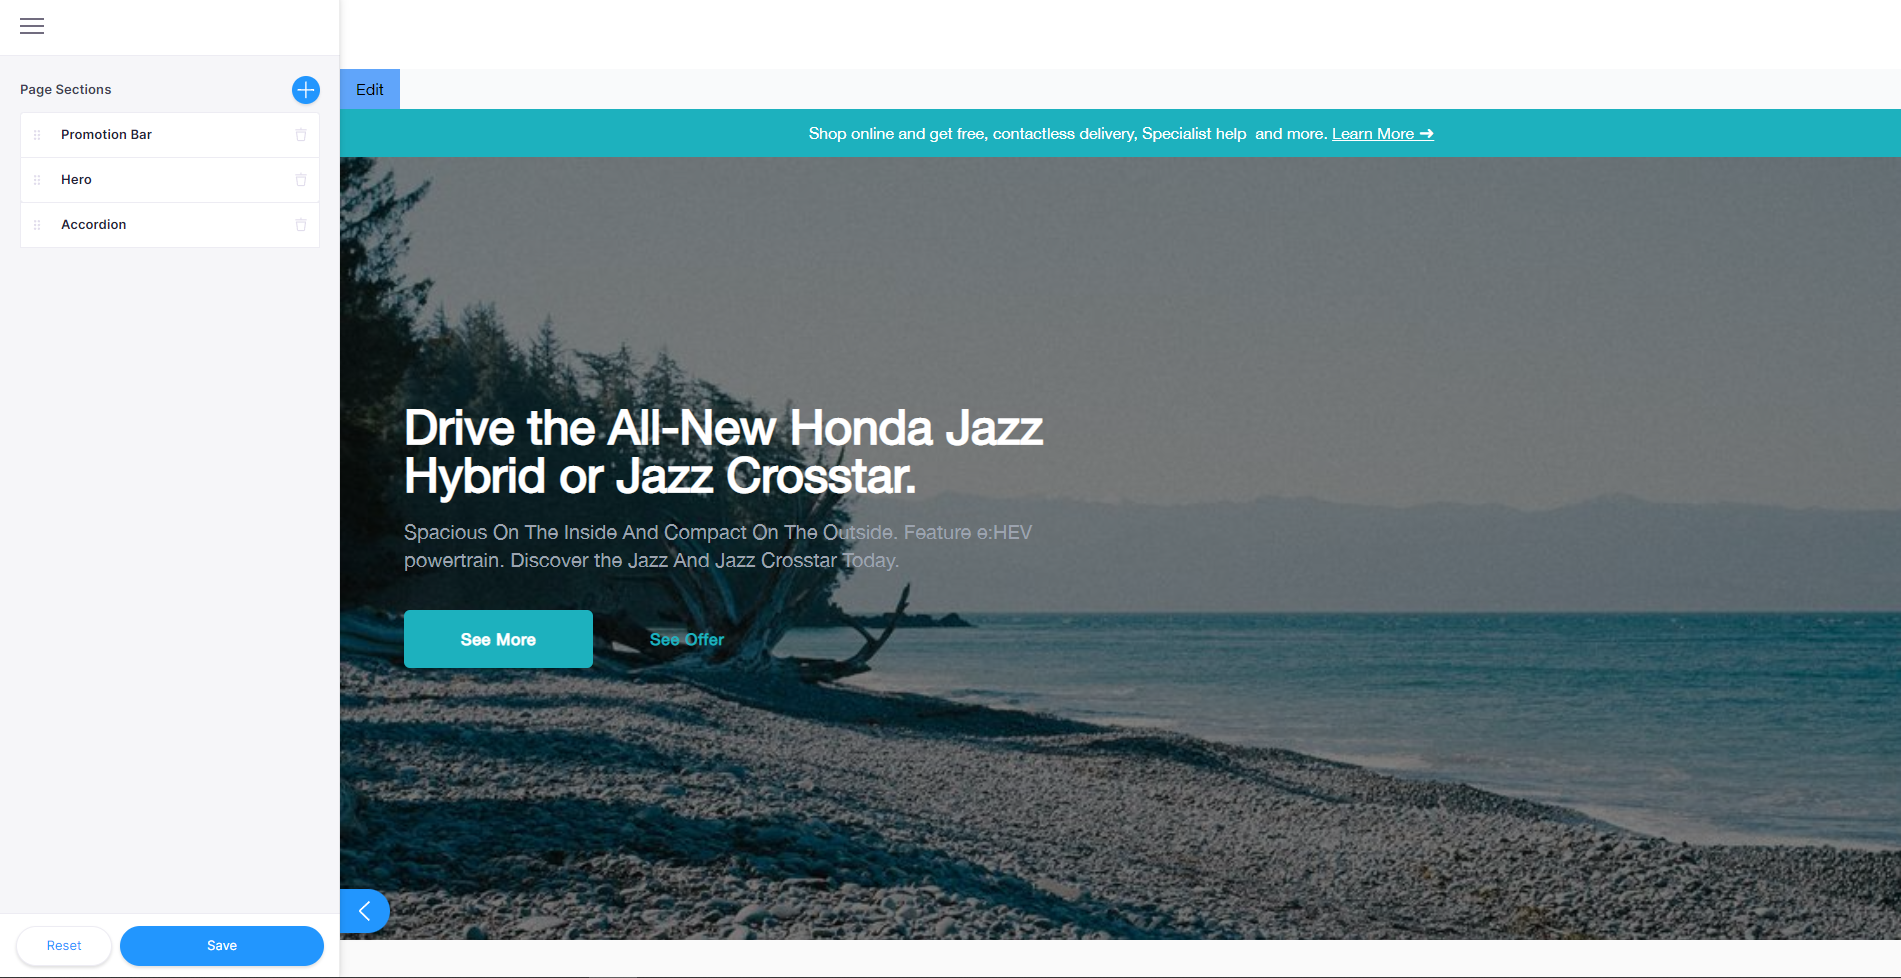 Page Sections
Promotion Bar
Hero
Accordion
Reset
Save
Edit
Shop online and get free, contactless delivery, Specialist help  and more. Learn More ➔
Drive the All-New Honda Jazz
Hybrid or Jazz Crosstar.
Spacious On The Inside And Compact On The Outside. Feature e:HEV
powertrain. Discover the Jazz And Jazz Crosstar Today.
See More
See Offer